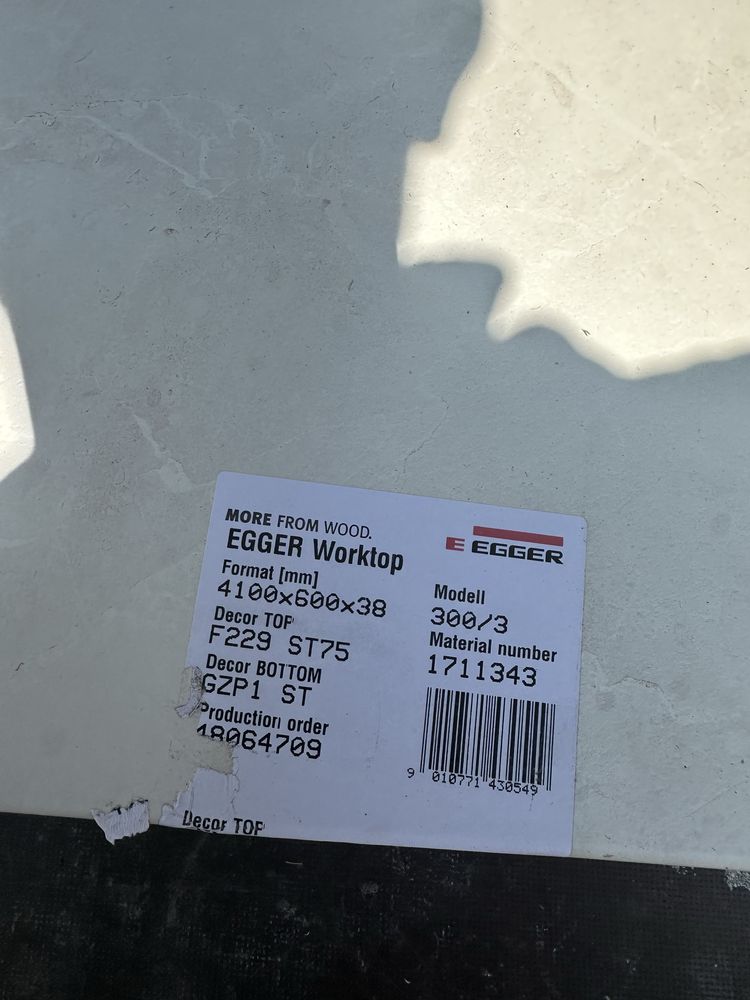 MORE FROM WOOD.
EGGER Worktop
Format [mm]
4100x600x38
Decor TOP
F229 ST75
Decor BOTTOM
GZP1 ST
Production order
48064709
Decor TOP
E EGGER
Modell
300/3
Material number
1711343
9 010771 430549